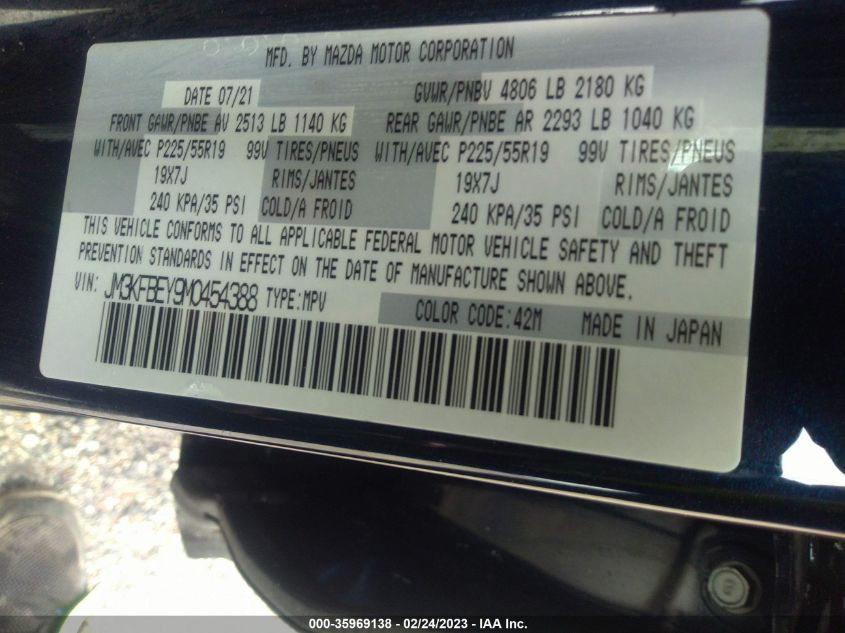 MFD. BY MAZDA MOTOR CORPORATION
DATE 07/21 GVWR/PNBV 4806 LB 2180 KG
FRONT GAWR/PNBE AV 2513 LB 1140 KG REAR GAWR/PNBE AR 2293 LB 1040 KG
WITH/AVEC P225/55R19 99V TIRES/PNEUS WITH/AVEC P225/55R19 99V TIRES/PNEUS
19X7J RIMS/JANTES 19X7J RIMS/JANTES
240 KPA/35 PSI COLD/A FROID 240 KPA/35 PSI COLD/A FROID
THIS VEHICLE CONFORMS TO ALL APPLICABLE FEDERAL MOTOR VEHICLE SAFETY AND THEFT
PREVENTION STANDARDS IN EFFECT ON THE DATE OF MANUFACTURE SHOWN ABOVE.
VIN: JM3KFBEY9M0454388 TYPE:MPV COLOR CODE:42M MADE IN JAPAN
000-35969138 - 02/24/2023 - IAA Inc.